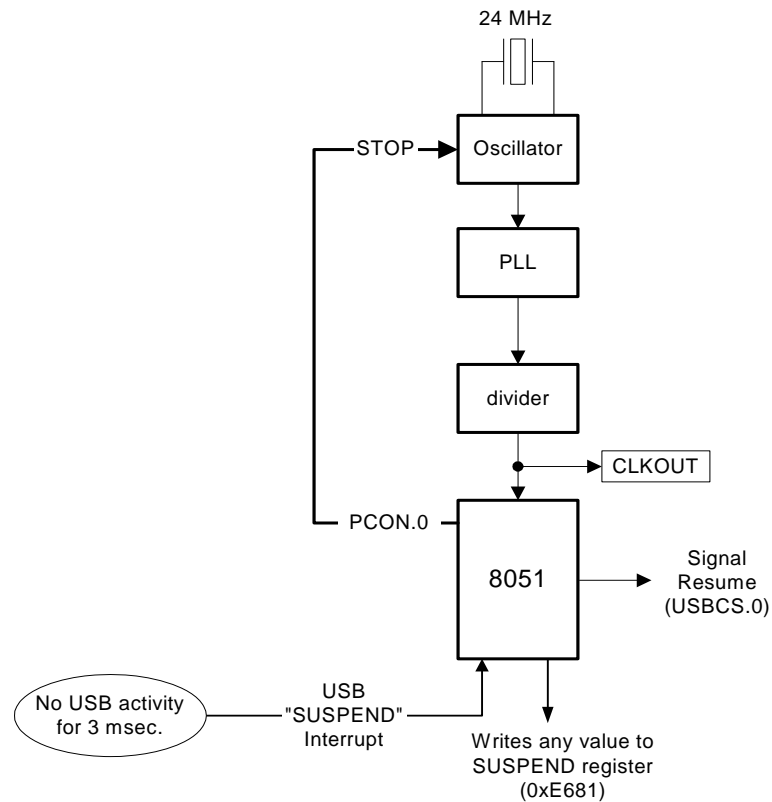 24 MHz
STOP
Oscillator
PLL
divider
CLKOUT
PCON.0
8051
Signal
Resume
(USBCS.0)
No USB activity
for 3 msec.
USB
"SUSPEND"
Interrupt
Writes any value to
SUSPEND register
(0xE681)